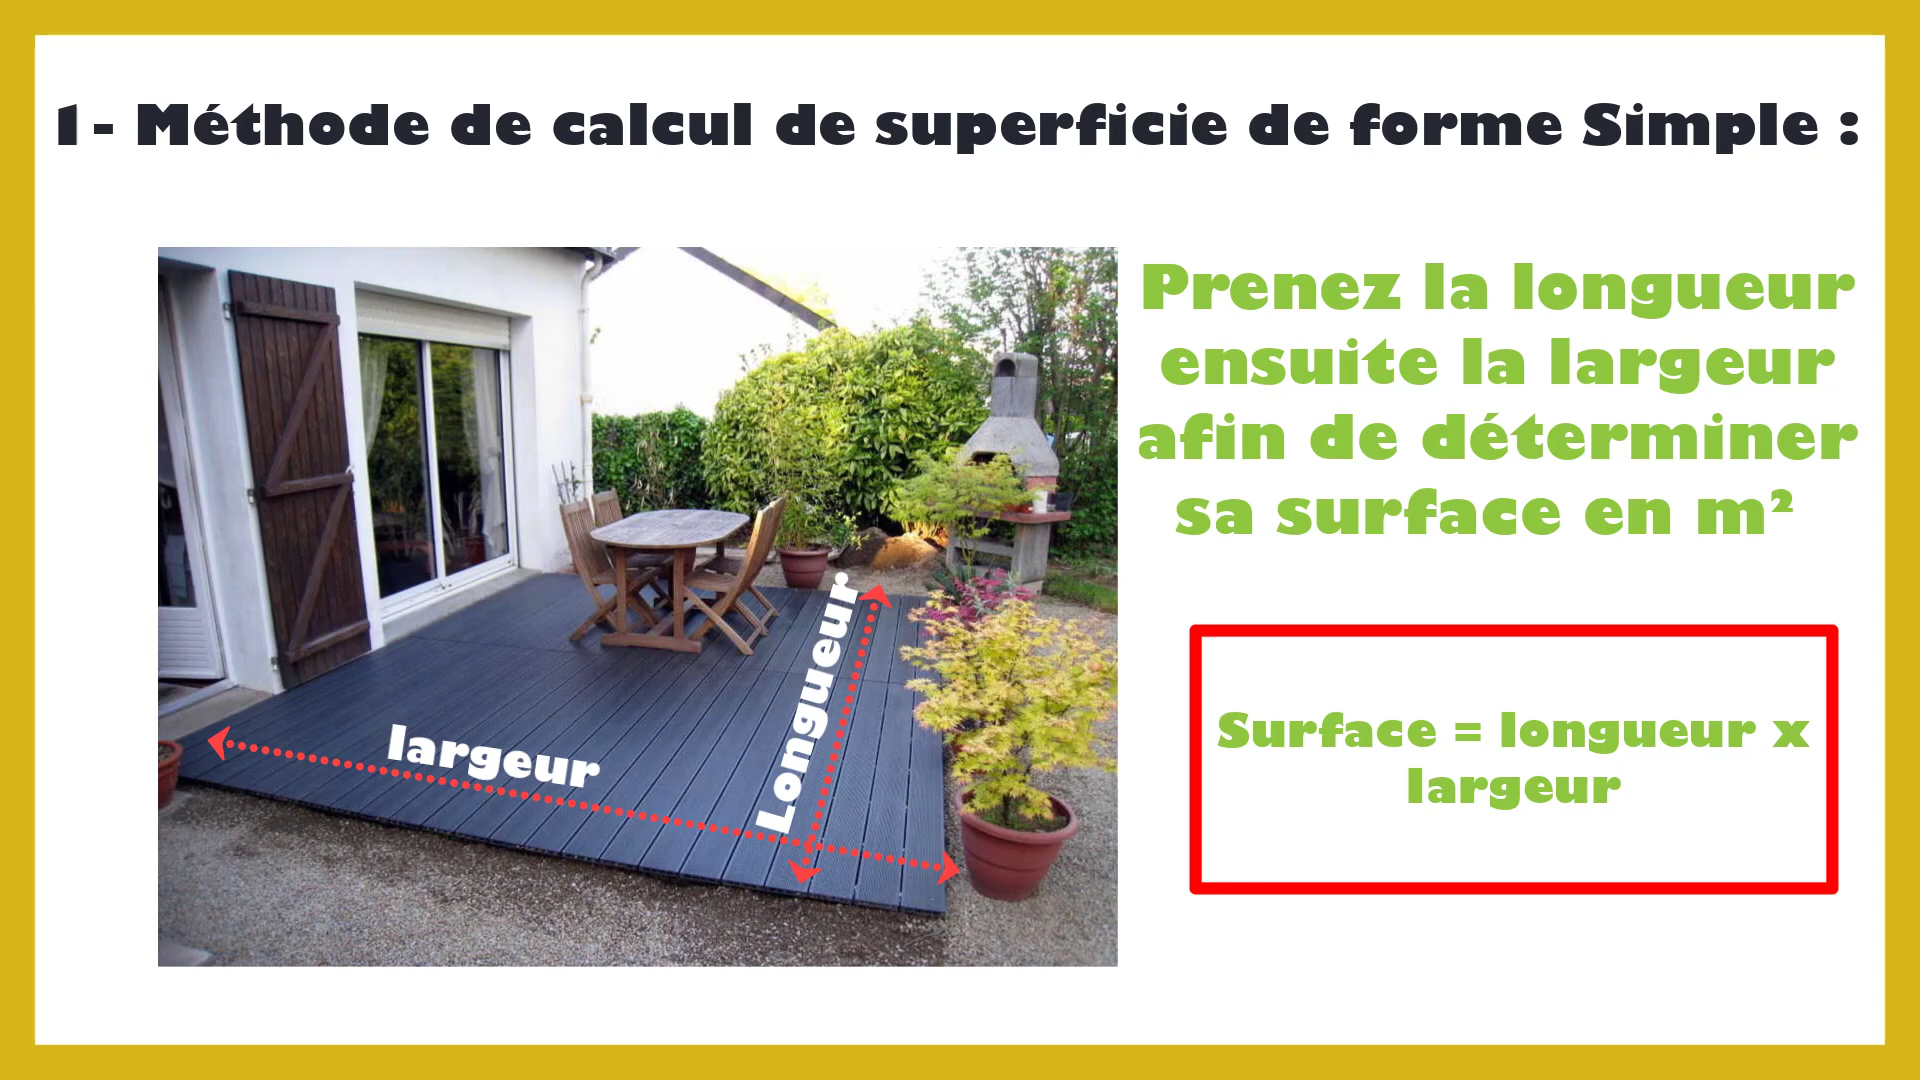 1- Méthode de calcul de superficie de forme Simple :
Prenez la longueur
ensuite la largeur
afin de déterminer
sa surface en m²
largeur
Longueur
Surface = longueur x
largeur